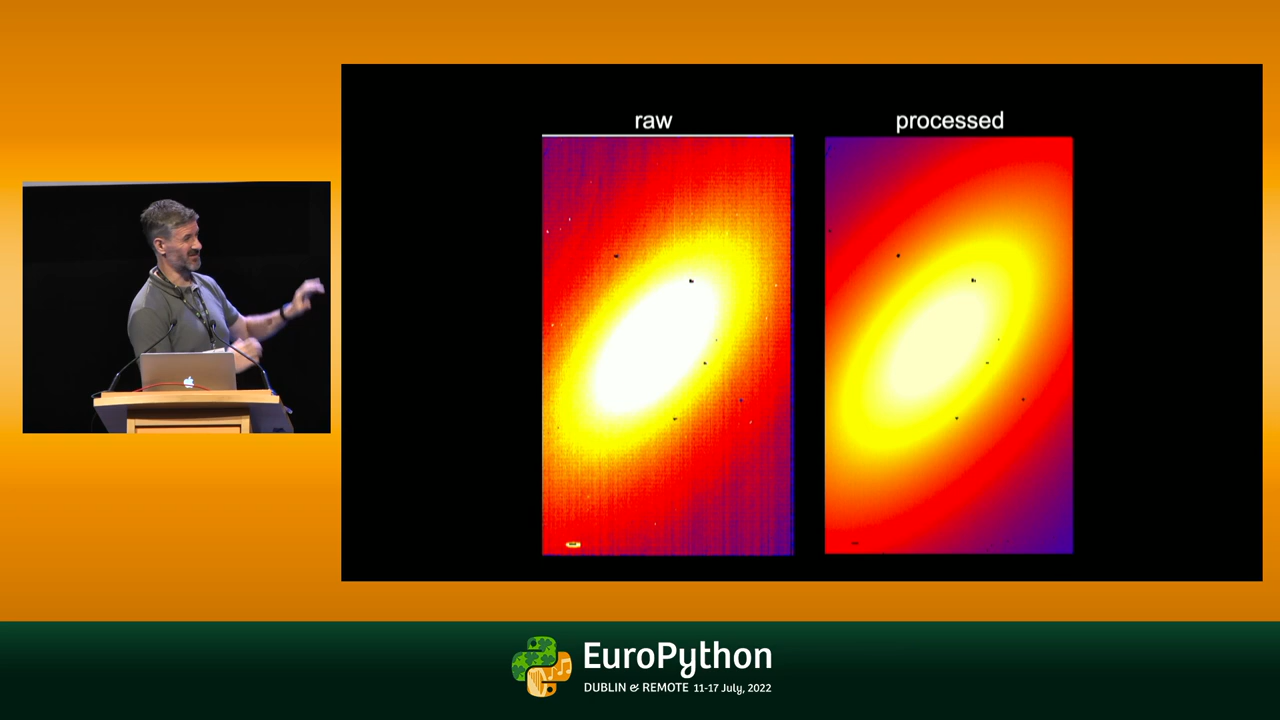 raw
processed
EuroPython
DUBLIN & REMOTE 11-17 July, 2022